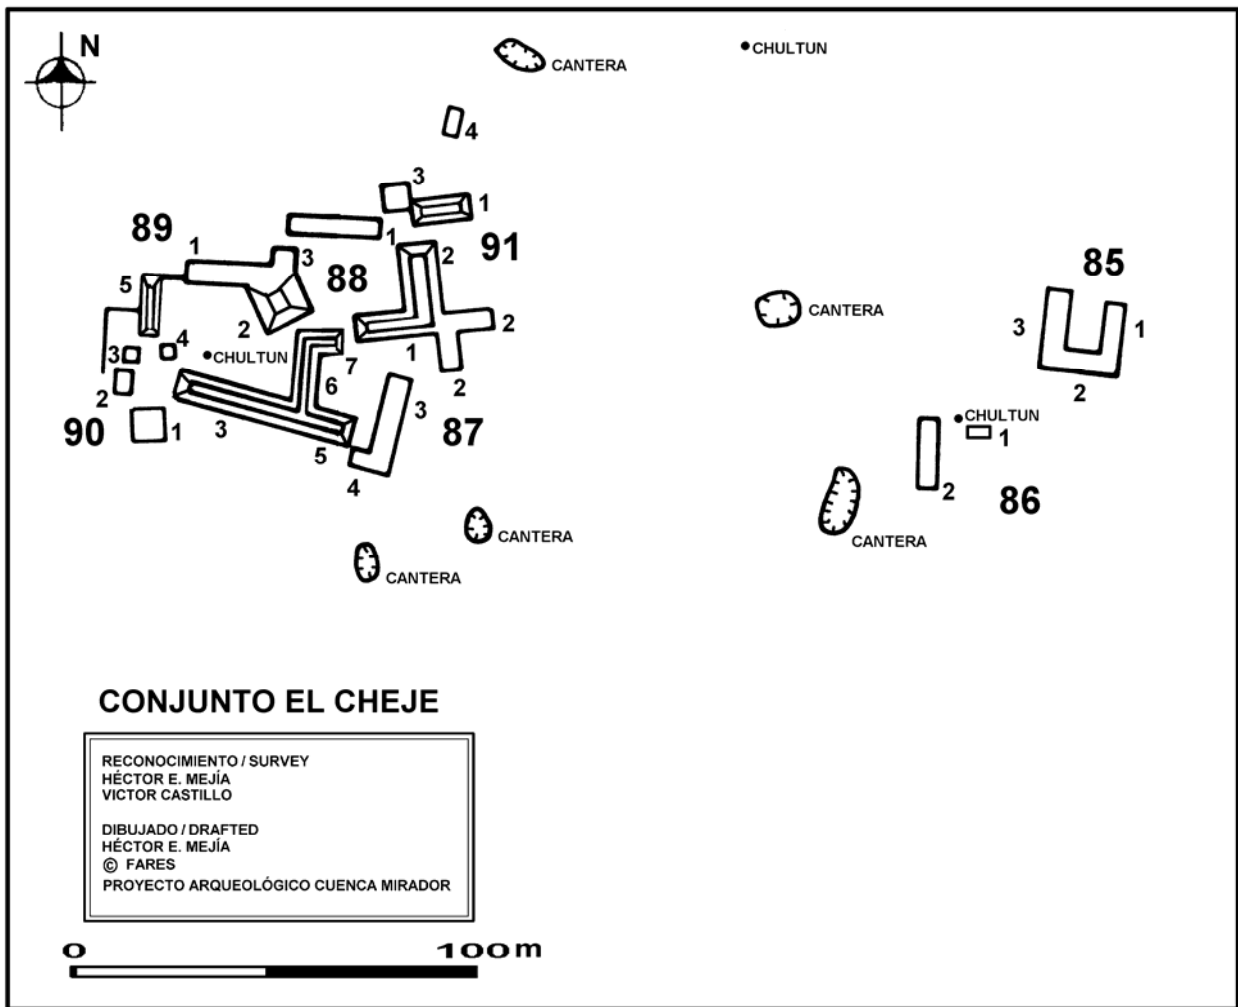 N
CANTERA
CHULTUN
4
3
1
89
1
3
1
2
91
88
5
2
85
CANTERA
3
1
2
2
1
2
4
3
CHULTUN
7
6
2
2
3
90
1
3
87
5
4
CHULTUN
1
2
86
CANTERA
CANTERA
CANTERA
CONJUNTO EL CHEJE
RECONOCIMIENTO / SURVEY
HÉCTOR E. MEJÍA
VICTOR CASTILLO
DIBUJADO / DRAFTED
HÉCTOR E. MEJÍA
© FARES
PROYECTO ARQUEOLÓGICO CUENCA MIRADOR
0 100m